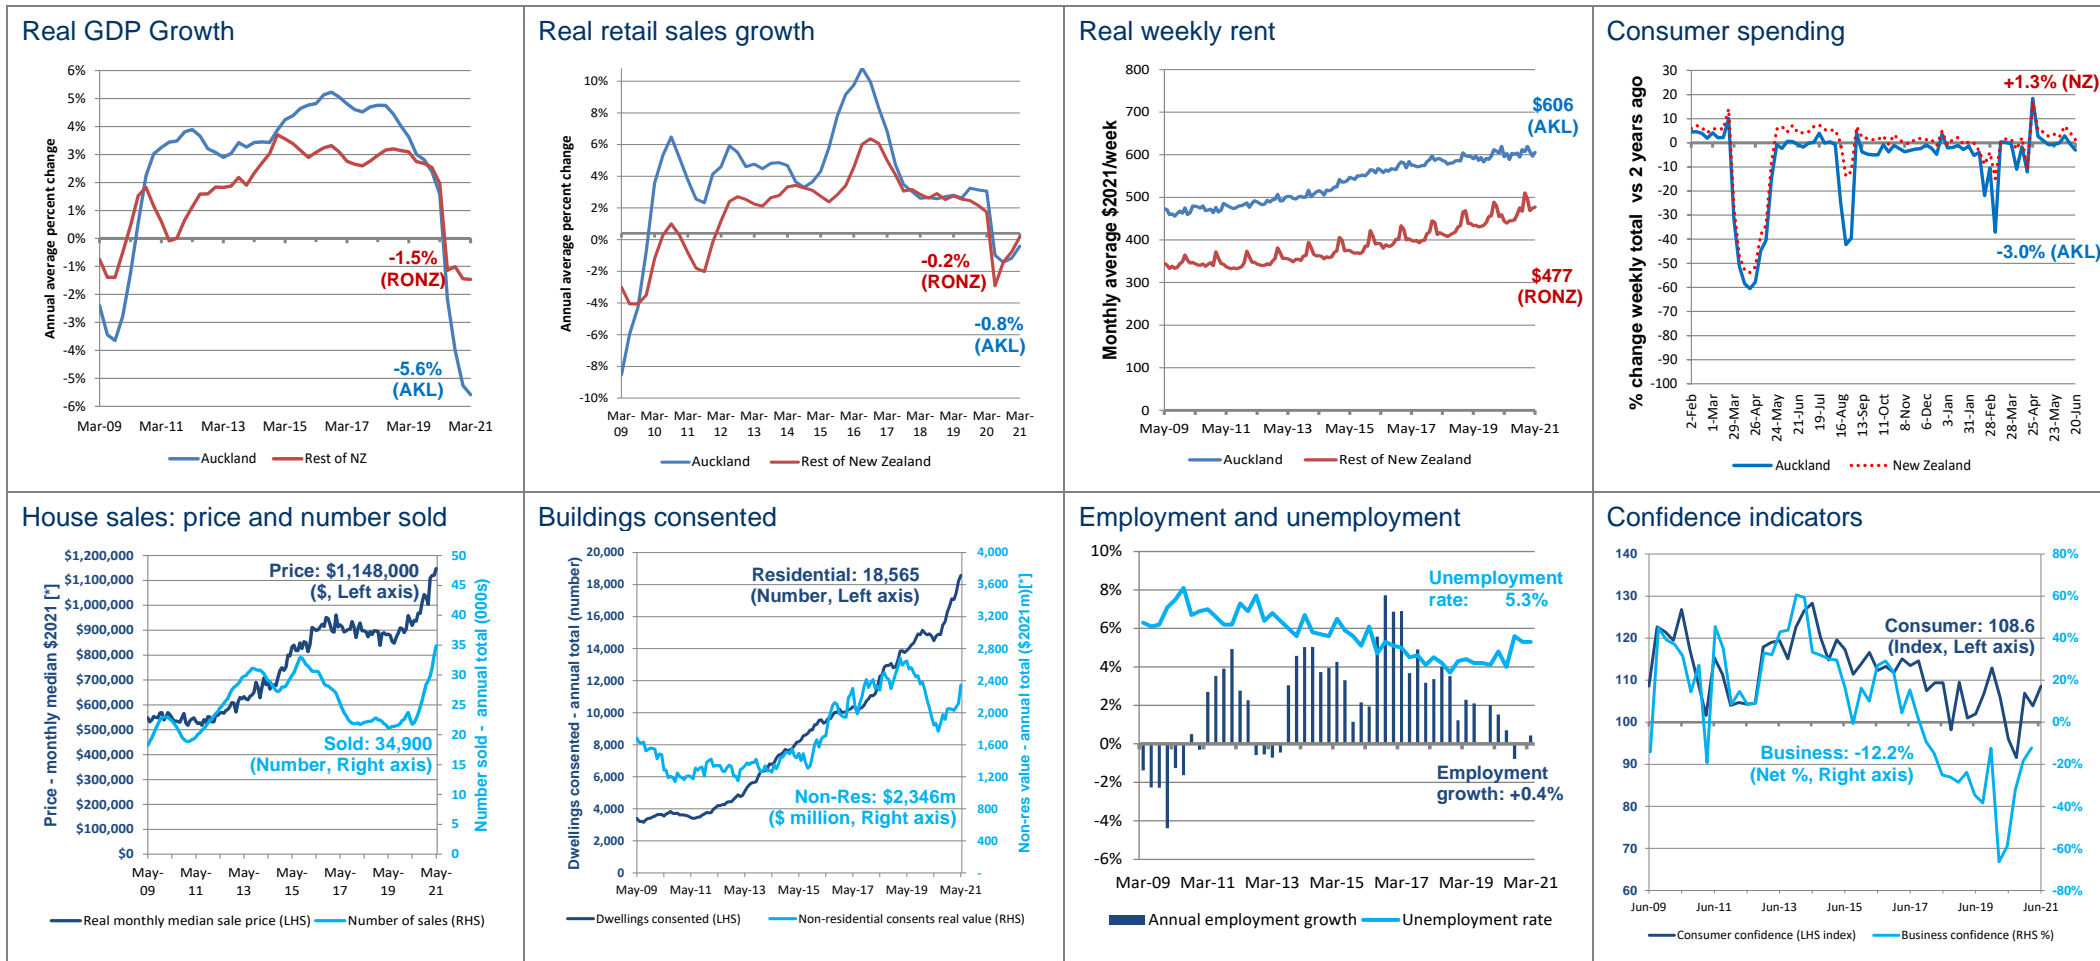 Real GDP Growth
Annual average percent change
6%
5%
4%
3%
2%
1%
0%
-1%
-2%
-3%
-4%
-5%
-6%
-1.5%
(RONZ)
-5.6%
(AKL)
Mar-09 Mar-11 Mar-13 Mar-15 Mar-17 Mar-19 Mar-21
Auckland Rest of NZ
Real retail sales growth
Annual average percent change
10%
8%
6%
4%
2%
0%
-2%
-4%
-6%
-8%
-10%
-0.2%
(RONZ)
-0.8%
(AKL)
Mar- Mar- Mar- Mar- Mar- Mar- Mar- Mar- Mar- Mar- Mar- Mar- Mar-
09 10 11 12 13 14 15 16 17 18 19 20 21
Auckland Rest of New Zealand
Real weekly rent
Monthly average $2021/week
800
700
600
500
400
300
200
100
0
$606
(AKL)
$477
(RONZ)
May-09 May-11 May-13 May-15 May-17 May-19 May-21
Auckland Rest of New Zealand
Consumer spending
% change weekly total vs 2 years ago
30
20
10
0
-10
-20
-30
-40
-50
-60
-70
-80
-90
-100
+1.3% (NZ)
-3.0% (AKL)
2-Feb
1-Mar
29-Mar
26-Apr
24-May
21-Jun
19-Jul
16-Aug
13-Sep
11-Oct
8-Nov
6-Dec
3-Jan
31-Jan
28-Feb
28-Mar
25-Apr
23-May
20-Jun
Auckland New Zealand
House sales: price and number sold
Price - monthly median $2021 [*]
$1,200,000
$1,100,000
$1,000,000
$900,000
$800,000
$700,000
$600,000
$500,000
$400,000
$300,000
$200,000
$100,000
$0
Price: $1,148,000
($, Left axis)
Sold: 34,900
(Number, Right axis)
50
45
40
35
30
25
20
15
10
5
0
Number sold - annual total (000s)
May- May- May- May- May- May- May-
09 11 13 15 17 19 21
Real monthly median sale price (LHS) Number of sales (RHS)
Buildings consented
Dwellings consented - annual total (number)
20,000
18,000
16,000
14,000
12,000
10,000
8,000
6,000
4,000
2,000
0
Residential: 18,565
(Number, Left axis)
Non-Res: $2,346m
($ million, Right axis)
4,000
3,600
3,200
2,800
2,400
2,000
1,600
1,200
800
400
-
Non-res value - annual total ($2021m)[*]
May-09 May-11 May-13 May-15 May-17 May-19 May-21
Dwellings consented (LHS) Non-residential consents real value (RHS)
Employment and unemployment
10%
8%
6%
4%
2%
0%
-2%
-4%
-6%
Unemployment
rate: 5.3%
Employment
growth: +0.4%
Mar-09 Mar-11 Mar-13 Mar-15 Mar-17 Mar-19 Mar-21
Annual employment growth Unemployment rate
Confidence indicators
140
130
120
110
100
90
80
70
60
Consumer: 108.6
(Index, Left axis)
Business: -12.2%
(Net %, Right axis)
80%
60%
40%
20%
0%
-20%
-40%
-60%
-80%
Jun-09 Jun-11 Jun-13 Jun-15 Jun-17 Jun-19 Jun-21
Consumer confidence (LHS index) Business confidence (RHS %)